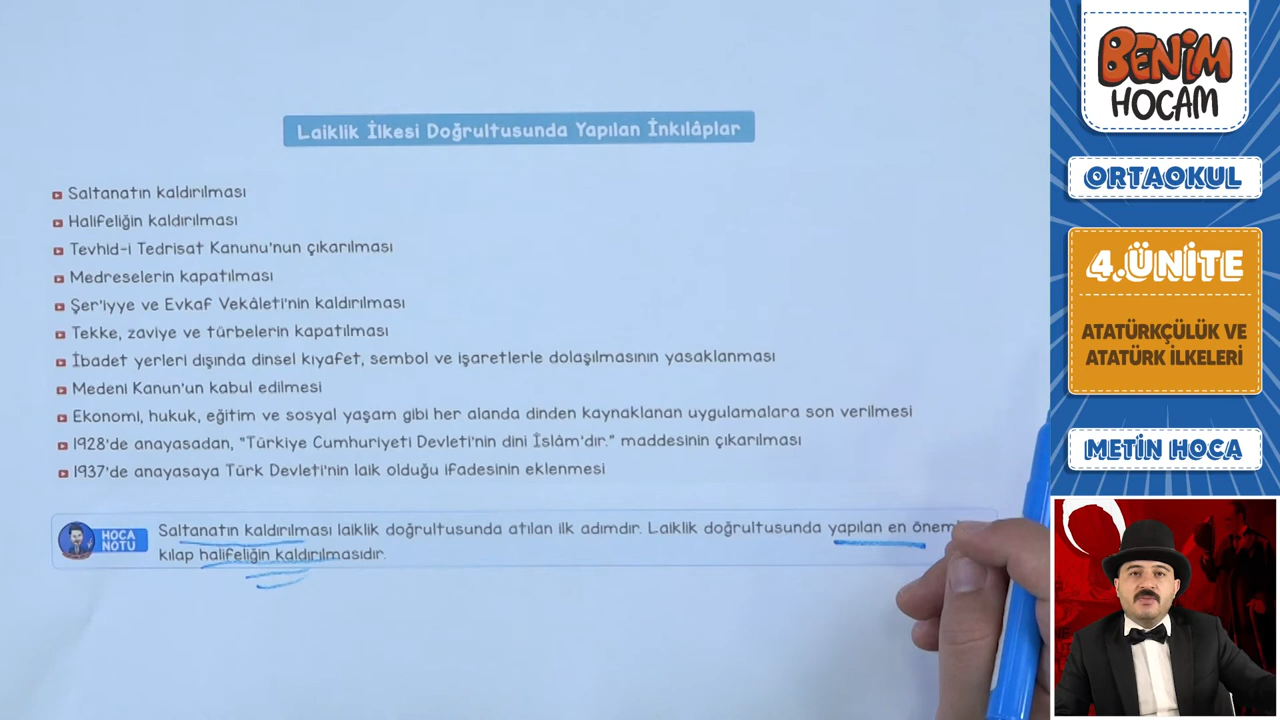 Laiklik İlkesi Doğrultusunda Yapılan İnkılâplar
Saltanatın kaldırılması
Halifeliğin kaldırılması
Tevhid-i Tedrisat Kanunu'nun çıkarılması
Medreselerin kapatılması
Şer'iyye ve Evkaf Vekâleti'nin kaldırılması
Tekke, zaviye ve türbelerin kapatılması
İbadet yerleri dışında dinsel kıyafet, sembol ve işaretlerle dolaşılmasının yasaklanması
Medeni Kanun'un kabul edilmesi
Ekonomi, hukuk, eğitim ve sosyal yaşam gibi her alanda dinden kaynaklanan uygulamalara son verilmesi
1928'de anayasadan, "Türkiye Cumhuriyeti Devleti'nin dini İslâm'dır." maddesinin çıkarılması
1937'de anayasaya Türk Devleti'nin laik olduğu ifadesinin eklenmesi
HOCA
NOTU
Saltanatın kaldırılması laiklik doğrultusunda atılan ilk adımdır. Laiklik doğrultusunda yapılan en
kılap halifeliğin kaldırılmasıdır.
BENİM
HOCAM
ORTAOKUL
4.ÜNİTE
ATATÜRKÇÜLÜK VE
ATATÜRK İLKELERİ
METİN HOCA